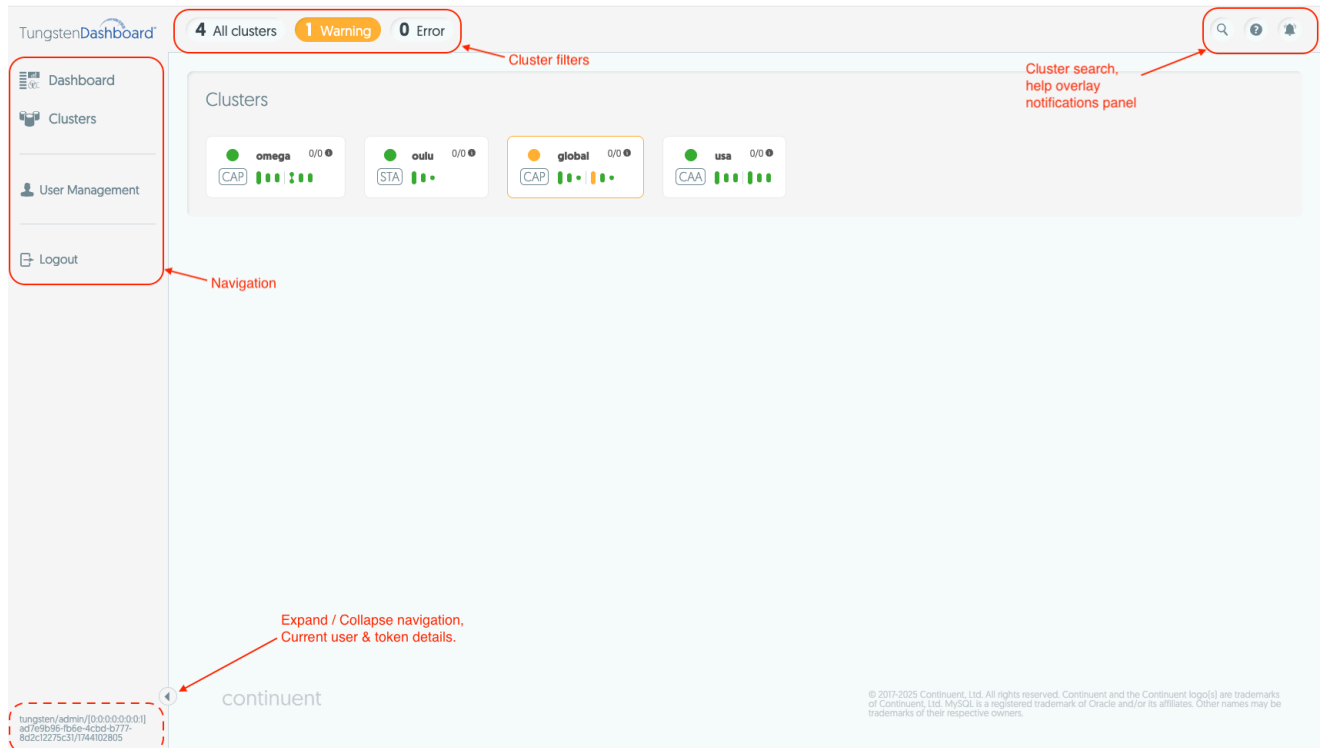 TungstenDashboard
4 All clusters
1 Warning
0 Error
Cluster filters
Cluster search,
help overlay
notifications panel
Dashboard
Clusters
User Management
Logout
Navigation
Clusters
omega 0/0
CAP
oulu 0/0
STA
global 0/0
CAP
usa 0/0
CAA
Expand / Collapse navigation,
Current user & token details.
continuent
© 2017-2025 Continuent, Ltd. All rights reserved. Continuent and the Continuent logo(s) are trademarks
of Continuent, Ltd. MySQL is a registered trademark of Oracle and/or its affiliates. Other names may be
trademarks of their respective owners.
tungsten/admin/[0:0:0:0:0:0:0:1]
ad7e9b96-fb6e-4cbd-b777-
8d2c12275c31/1744102805